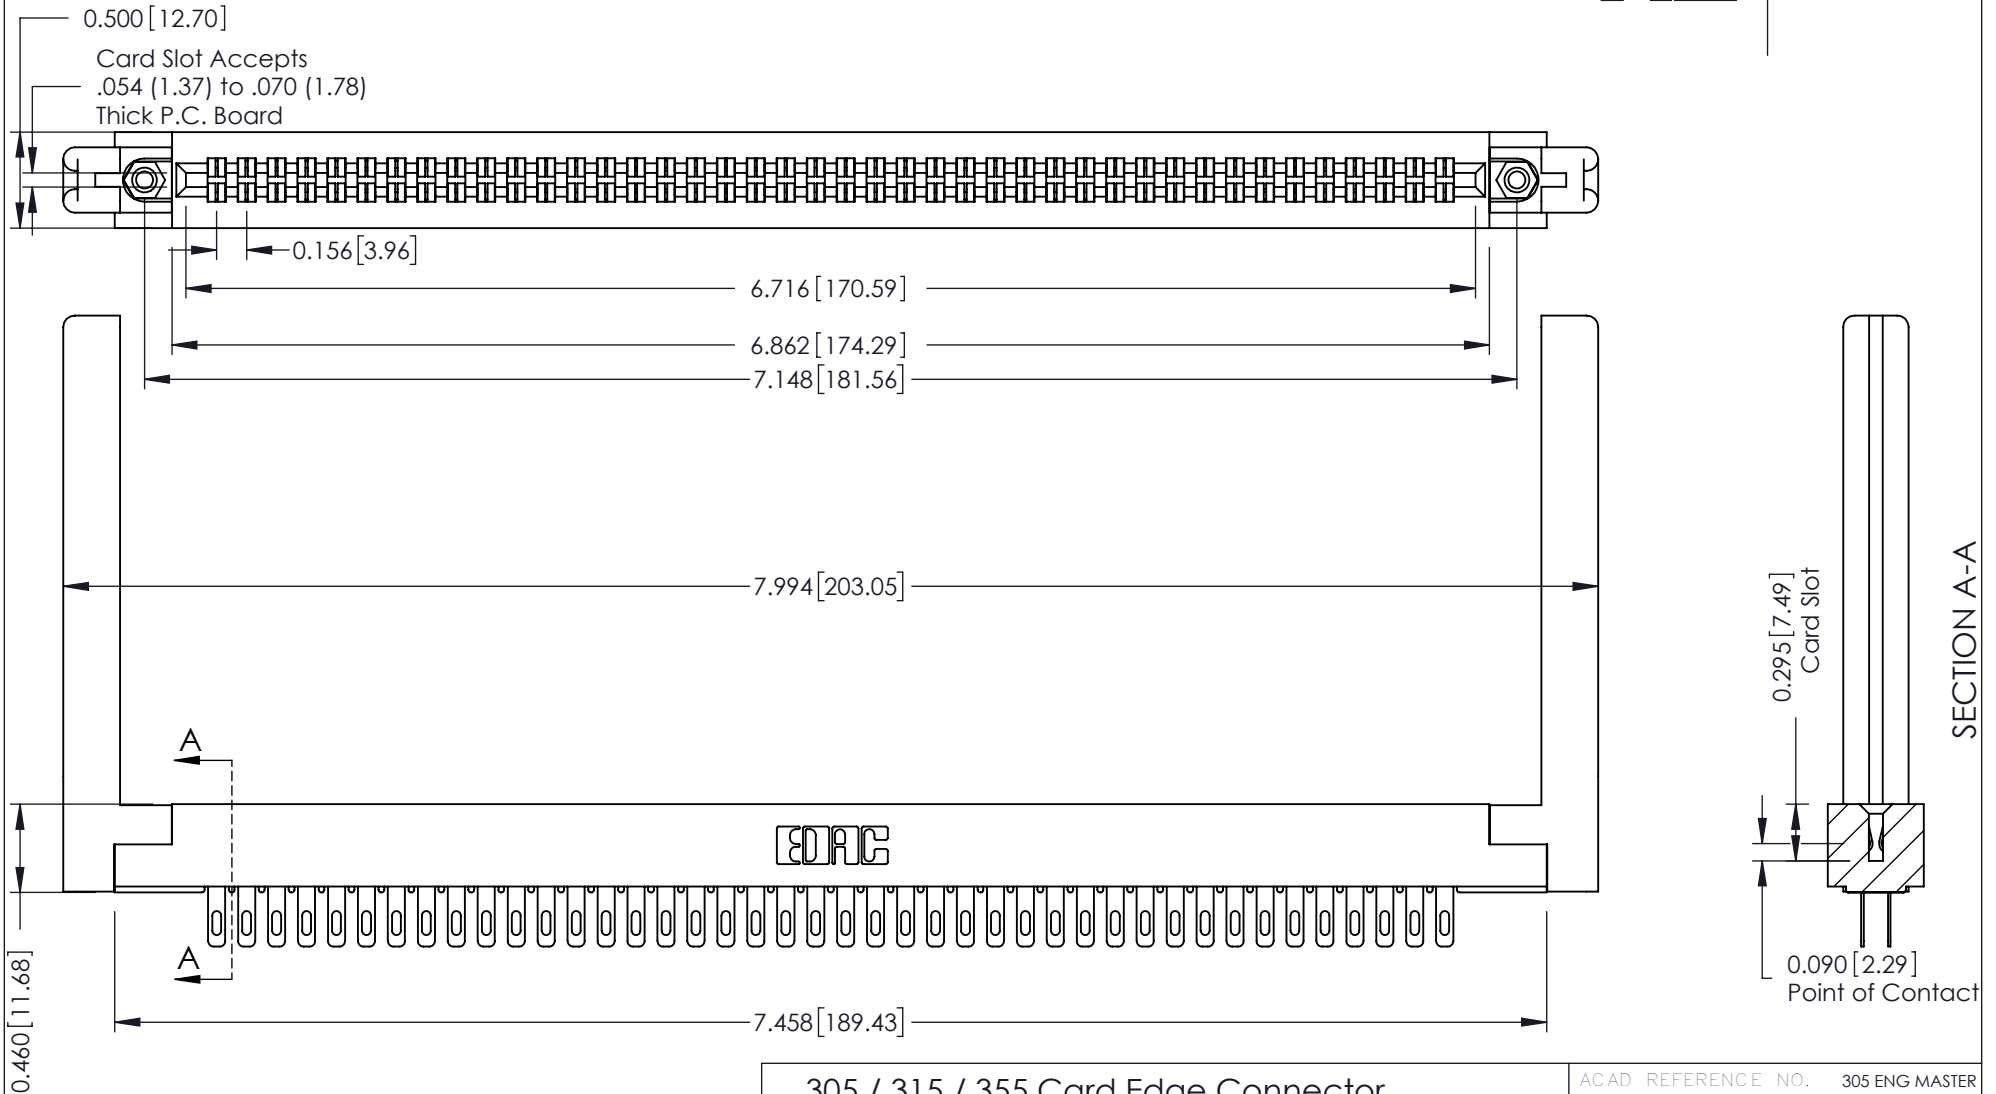 0.500[12.70]
Card Slot Accepts
.054 (1.37) to .070 (1.78)
Thick P.C. Board
0.156[3.96]
6.716[170.59]
6.862[174.29]
7.148[181.56]
7.994[203.05]
0.295[7.49]
Card Slot
SECTION A-A
A
EDAC
A
0.460[11.68]
0.090[2.29]
Point of Contact
7.458[189.43]
305 / 315 / 355 Card Edge Connector
ACAD REFERENCE NO. 305 ENG MASTER